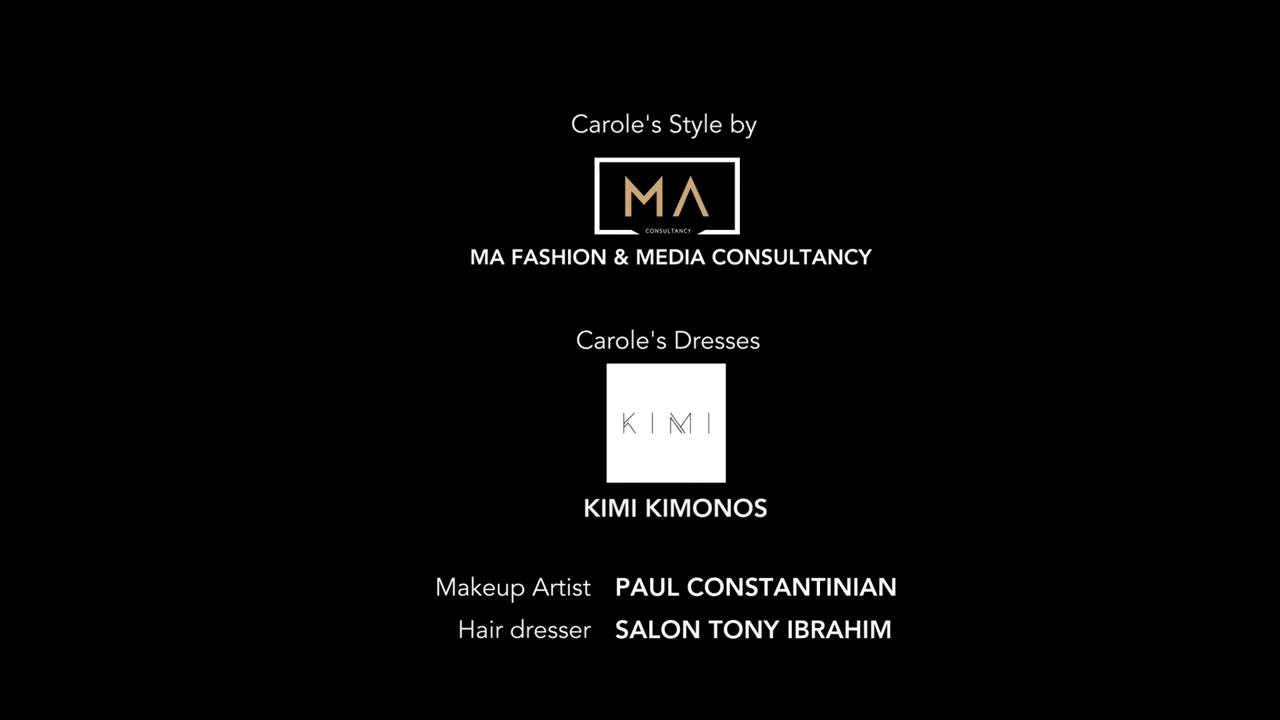 Carole's Style by
MA
CONSULTANCY
MA FASHION & MEDIA CONSULTANCY
Carole's Dresses
KIMI
KIMI KIMONOS
Makeup Artist PAUL CONSTANTINIAN
Hair dresser SALON TONY IBRAHIM